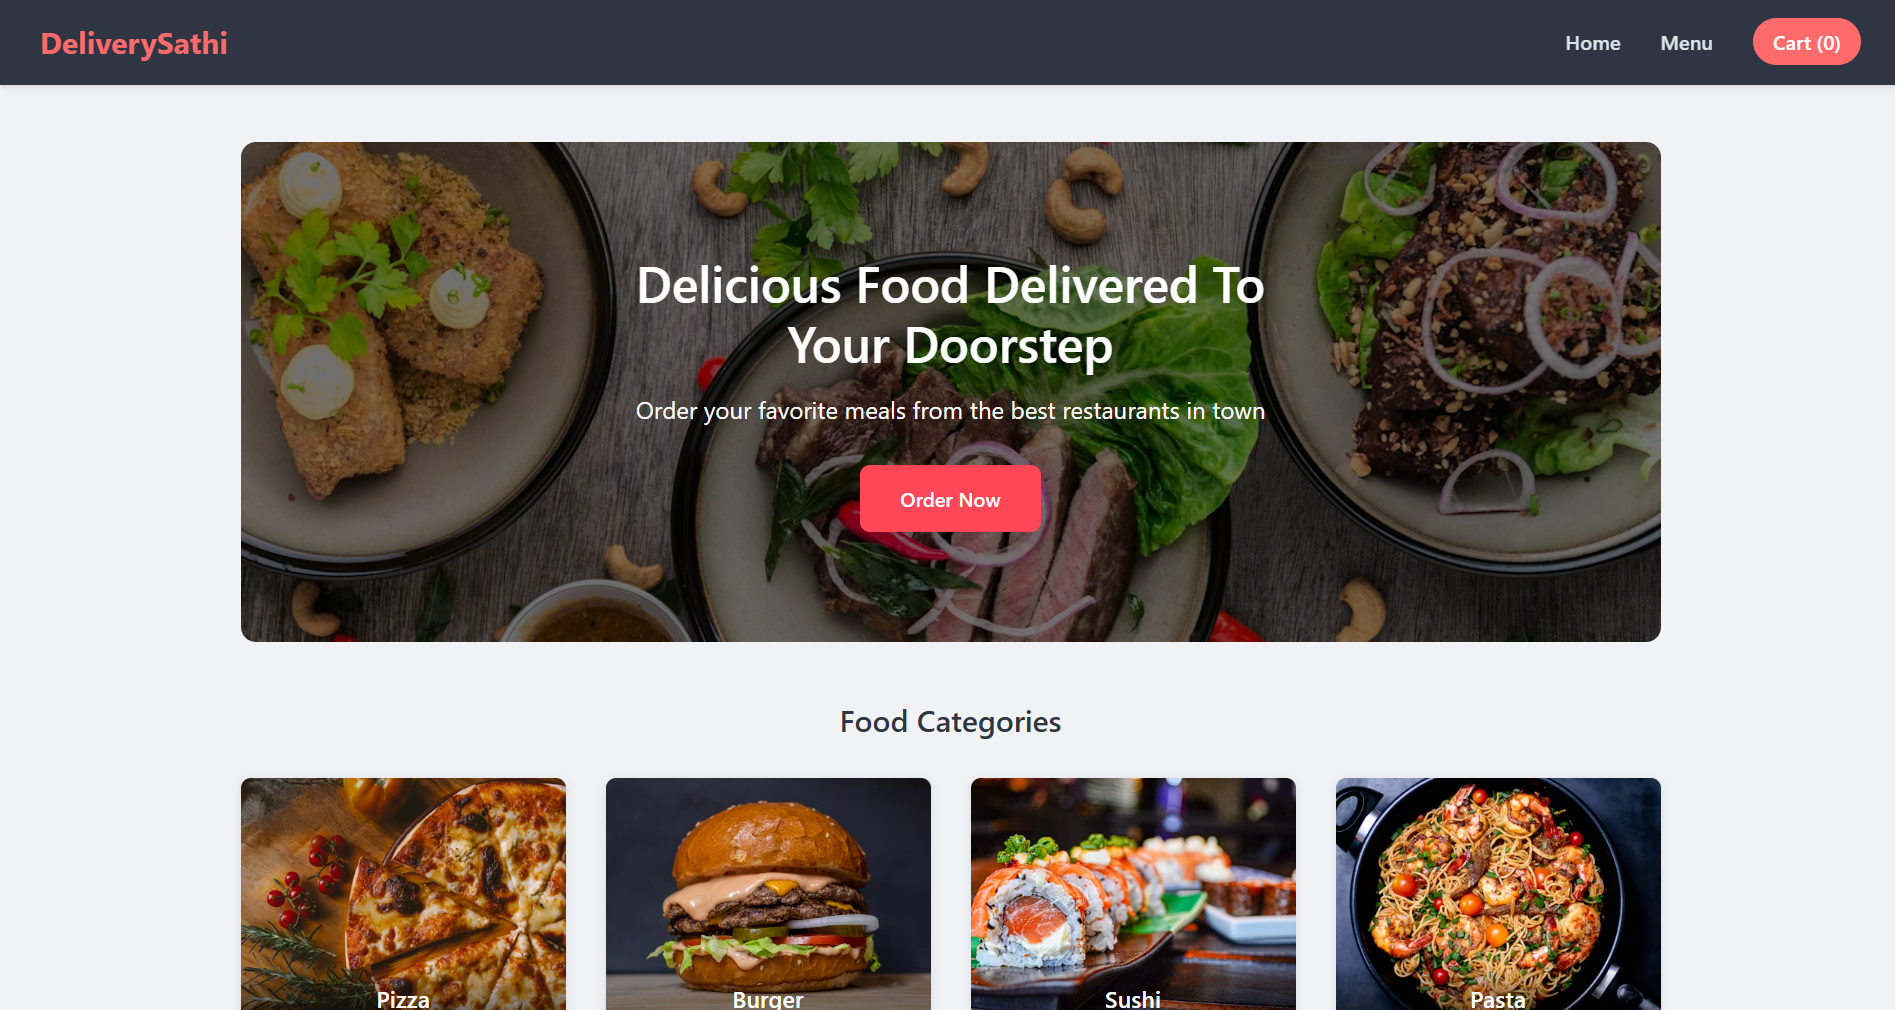 DeliverySathi
Home
Menu
Cart (0)
Delicious Food Delivered To
Your Doorstep
Order your favorite meals from the best restaurants in town
Order Now
Food Categories
Pizza
Burger
Sushi
Pasta